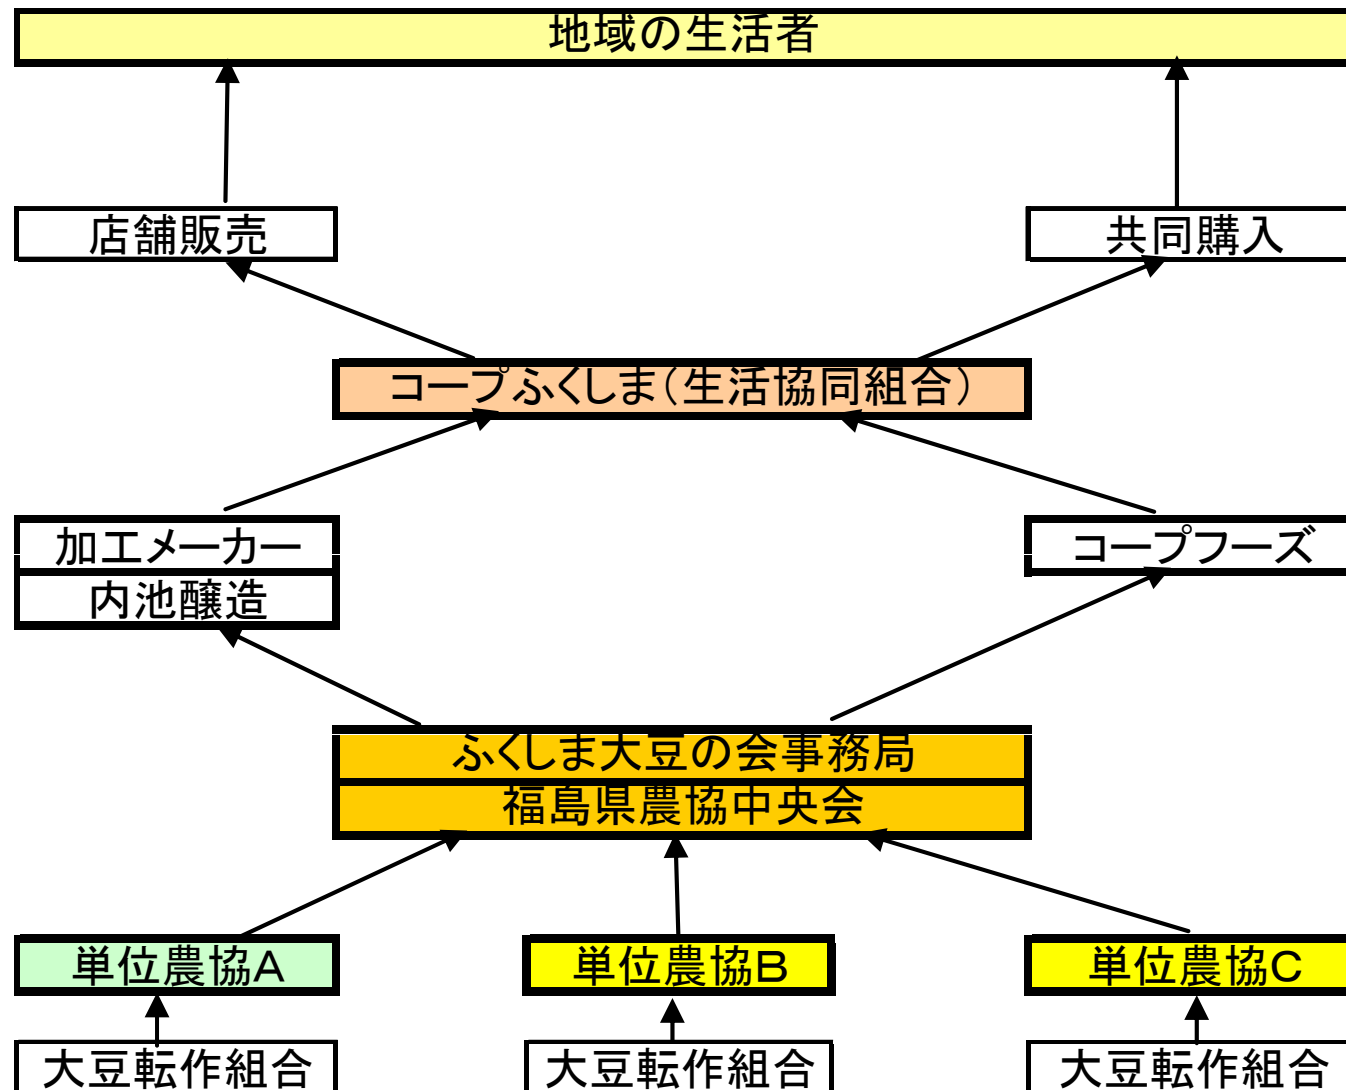 地域の生活者
店舗販売
共同購入
コープふくしま（生活協同組合）
加工メーカー
内池醸造
コープフーズ
ふくしま大豆の会事務局
福島県農協中央会
単位農協A
単位農協B
単位農協C
大豆転作組合
大豆転作組合
大豆転作組合